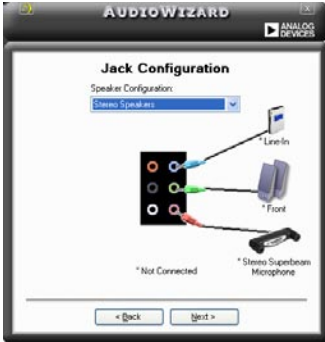 AUDIOWIZARD
ANALOG
DEVICES
Jack Configuration
Speaker Configuration:
Stereo Speakers
* Line-In
* Front
* Stereo Superbeam
Microphone
* Not Connected
< Back
Next >